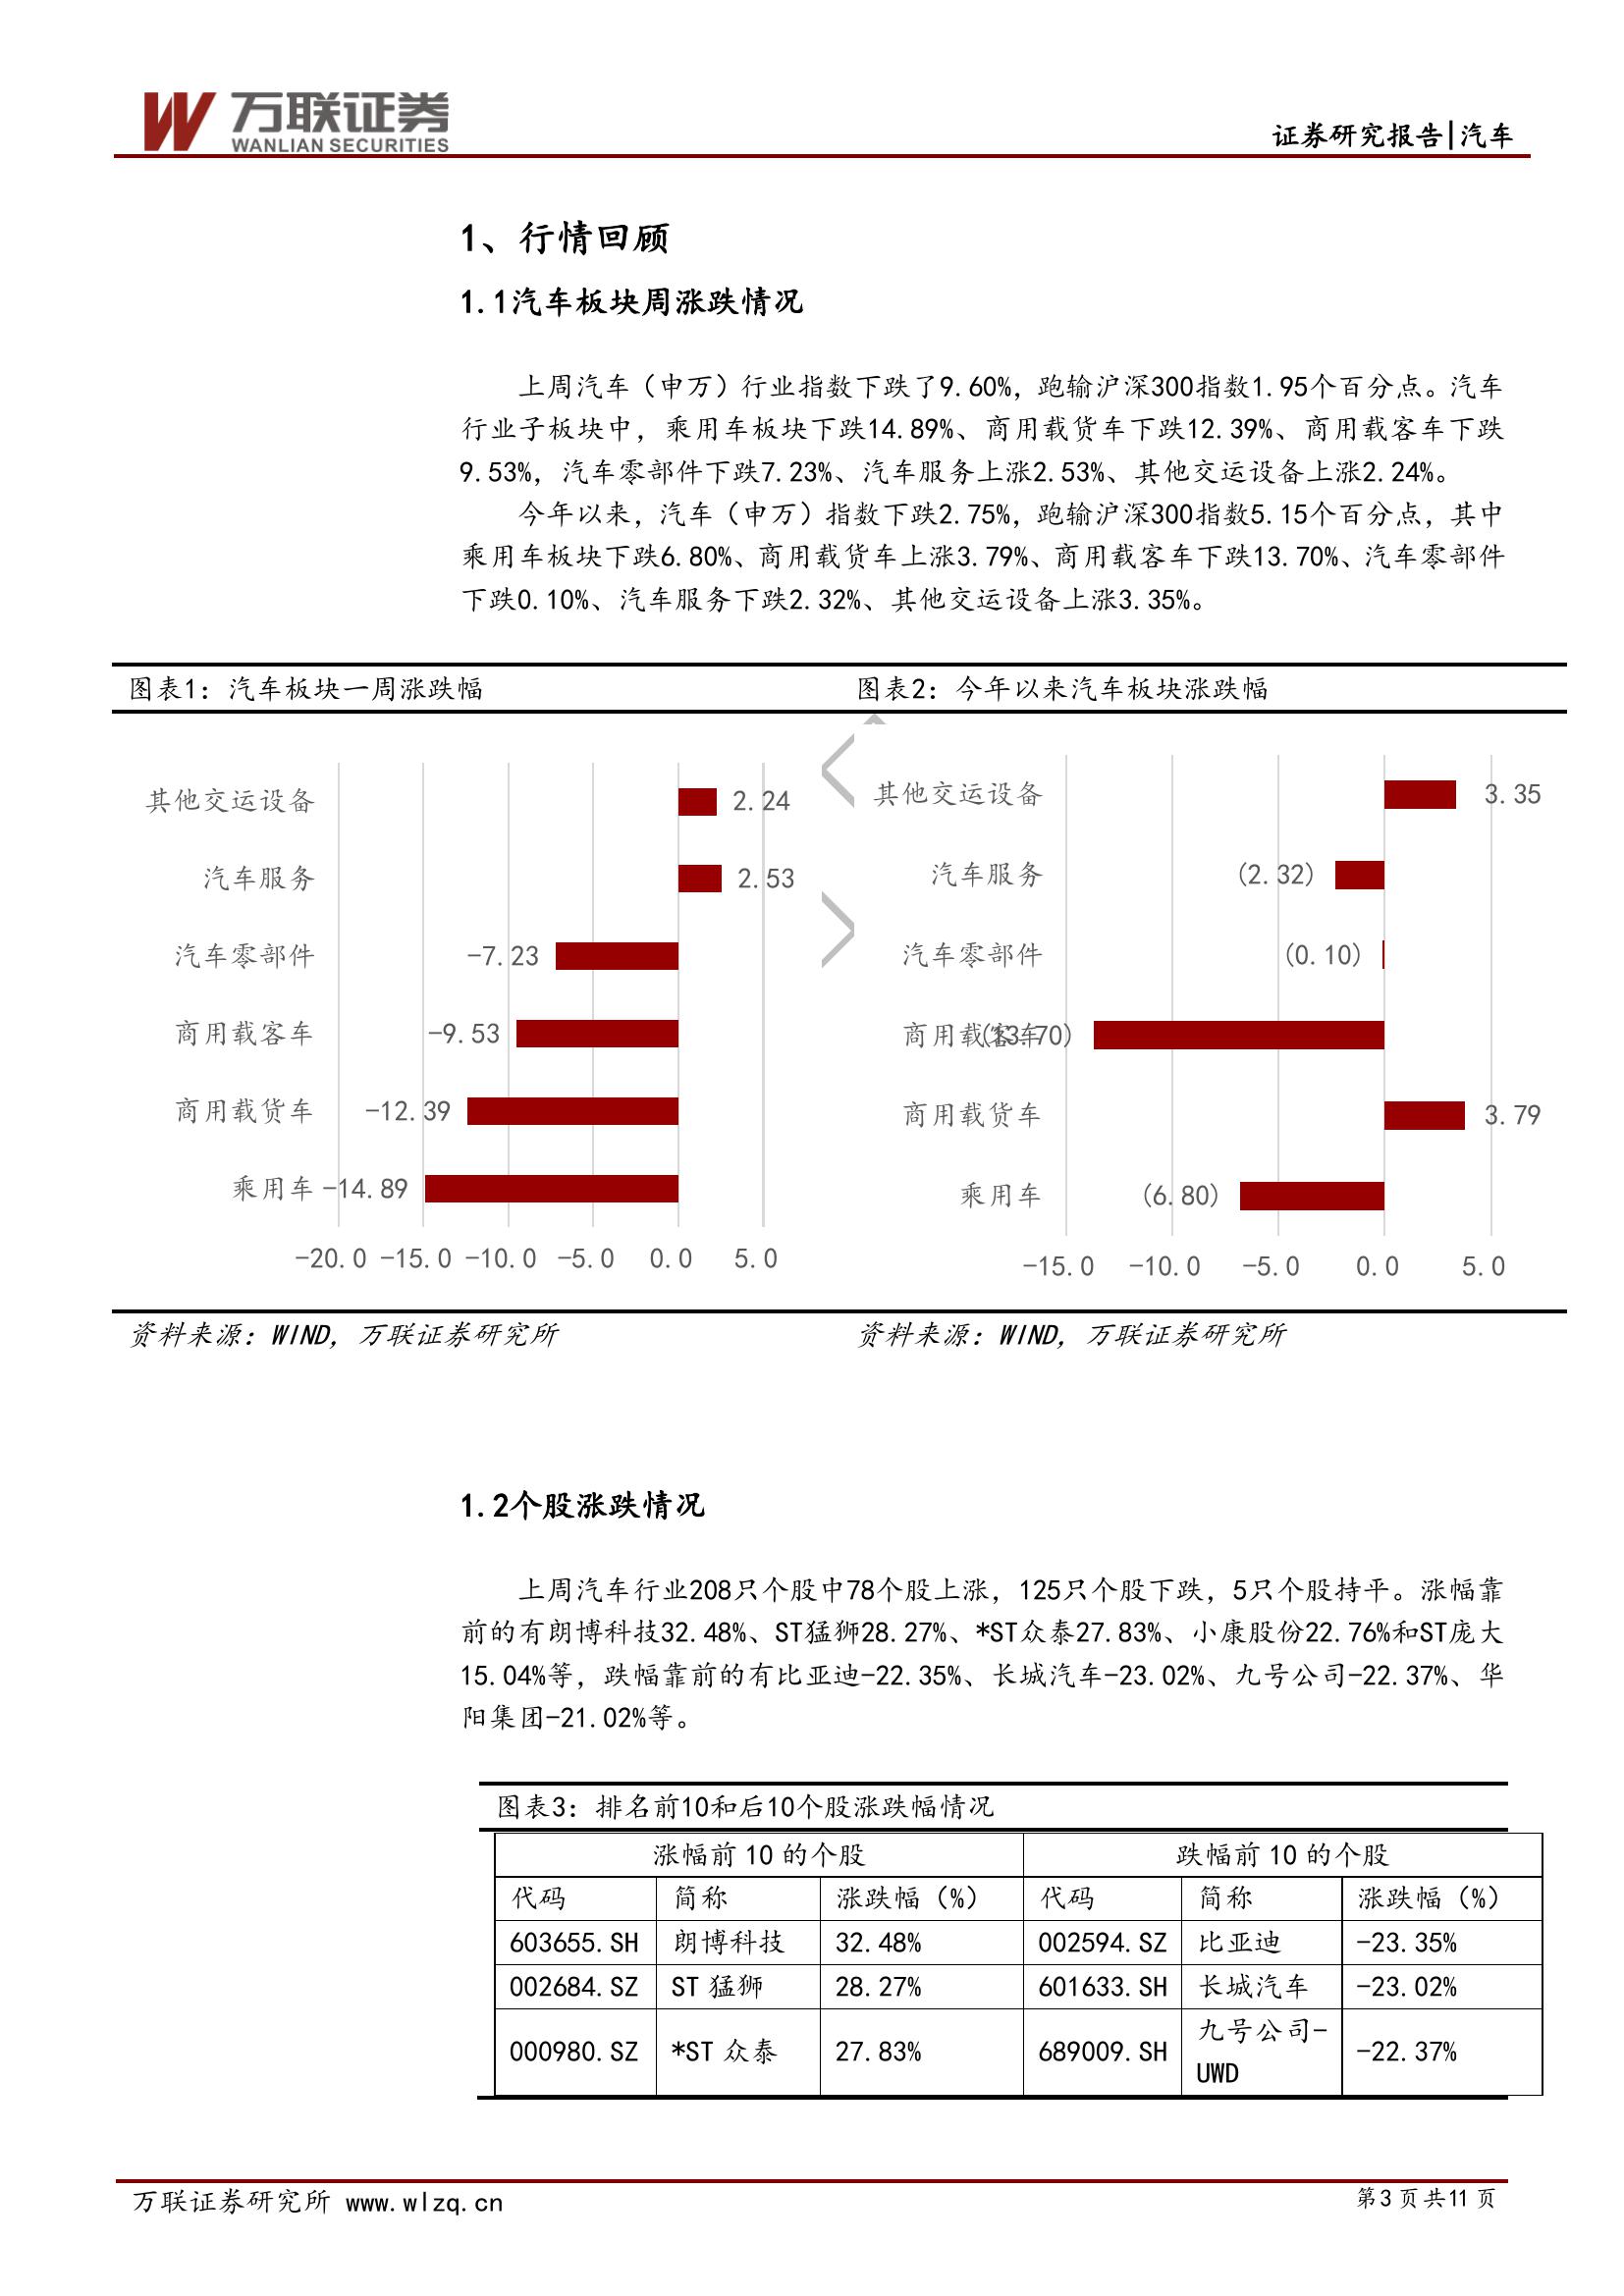 万联证券
WANLIAN SECURITIES
证券研究报告|汽车
1、行情回顾
1.1汽车板块周涨跌情况
上周汽车（申万）行业指数下跌了9.60%，跑输沪深300指数1.95个百分点。汽车
行业子板块中，乘用车板块下跌14.89%、商用载货车下跌12.39%、商用载客车下跌
9.53%，汽车零部件下跌7.23%、汽车服务上涨2.53%、其他交运设备上涨2.24%。
今年以来，汽车（申万）指数下跌2.75%，跑输沪深300指数5.15个百分点，其中
乘用车板块下跌6.80%、商用载货车上涨3.79%、商用载客车下跌13.70%、汽车零部件
下跌0.10%、汽车服务下跌2.32%、其他交运设备上涨3.35%。
图表1：汽车板块一周涨跌幅
其他交运设备 2.24
汽车服务 2.53
汽车零部件 -7.23
商用载客车 -9.53
商用载货车 -12.39
乘用车 -14.89
-20.0 -15.0 -10.0 -5.0 0.0 5.0
资料来源：WIND，万联证券研究所
图表2：今年以来汽车板块涨跌幅
其他交运设备 3.35
汽车服务 (2.32)
汽车零部件 (0.10)
商用载客车 (13.70)
商用载货车 3.79
乘用车 (6.80)
-15.0 -10.0 -5.0 0.0 5.0
资料来源：WIND，万联证券研究所
1.2个股涨跌情况
上周汽车行业208只个股中78个股上涨，125只个股下跌，5只个股持平。涨幅靠
前的有朗博科技32.48%、ST猛狮28.27%、*ST众泰27.83%、小康股份22.76%和ST庞大
15.04%等，跌幅靠前的有比亚迪-22.35%、长城汽车-23.02%、九号公司-22.37%、华
阳集团-21.02%等。
图表3：排名前10和后10个股涨跌幅情况
涨幅前 10 的个股 跌幅前 10 的个股
代码 简称 涨跌幅（%） 代码 简称 涨跌幅（%）
603655.SH 朗博科技 32.48% 002594.SZ 比亚迪 -23.35%
002684.SZ ST 猛狮 28.27% 601633.SH 长城汽车 -23.02%
000980.SZ *ST 众泰 27.83% 689009.SH 九号公司-
UWD -22.37%
万联证券研究所 www.wlzq.cn
第 3 页 共 11 页